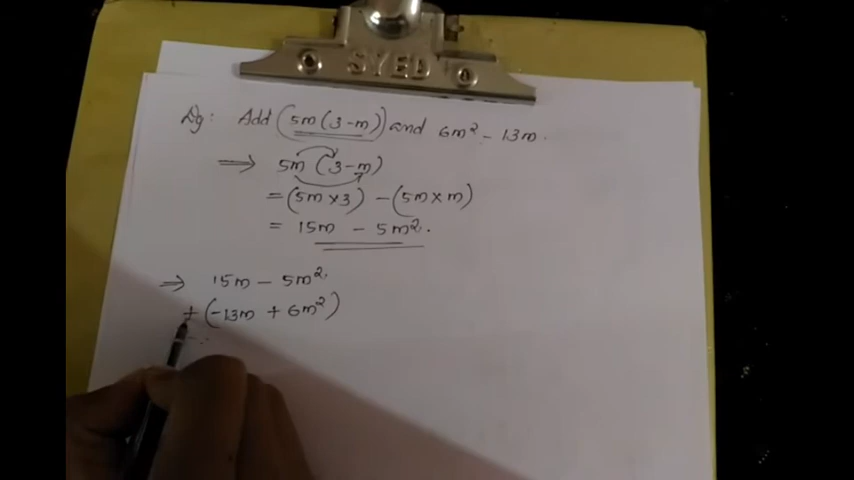 SYED
Eg: Add (5m(3-m)) and 6m² - 13m.
⇒ 5m (3-m)
= (5m×3) - (5m×m)
= 15m - 5m².
⇒ 15m - 5m²
+ (-13m + 6m²)